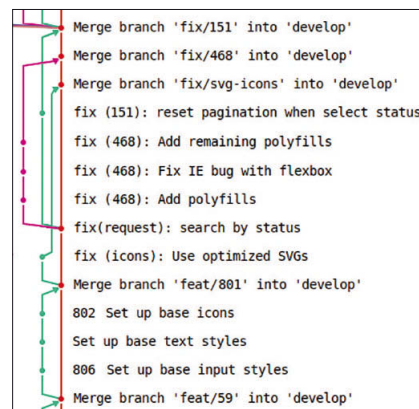 Merge branch 'fix/151' into 'develop'
Merge branch 'fix/468' into 'develop'
Merge branch 'fix/svg-icons' into 'develop'
fix (151): reset pagination when select status
fix (468): Add remaining polyfills
fix (468): Fix IE bug with flexbox
fix (468): Add polyfills
fix(request): search by status
fix (icons): Use optimized SVGs
Merge branch 'feat/801' into 'develop'
802 Set up base icons
Set up base text styles
806 Set up base input styles
Merge branch 'feat/59' into 'develop'